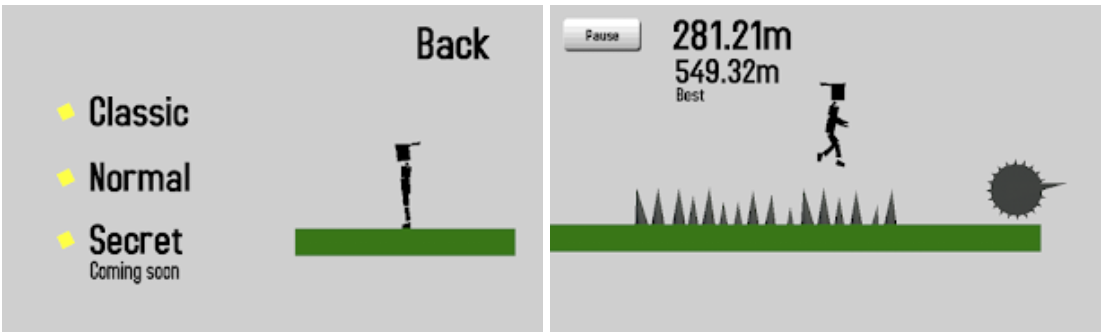 Back
Classic
Normal
Secret
Coming soon
Pause
281.21m
549.32m
Best